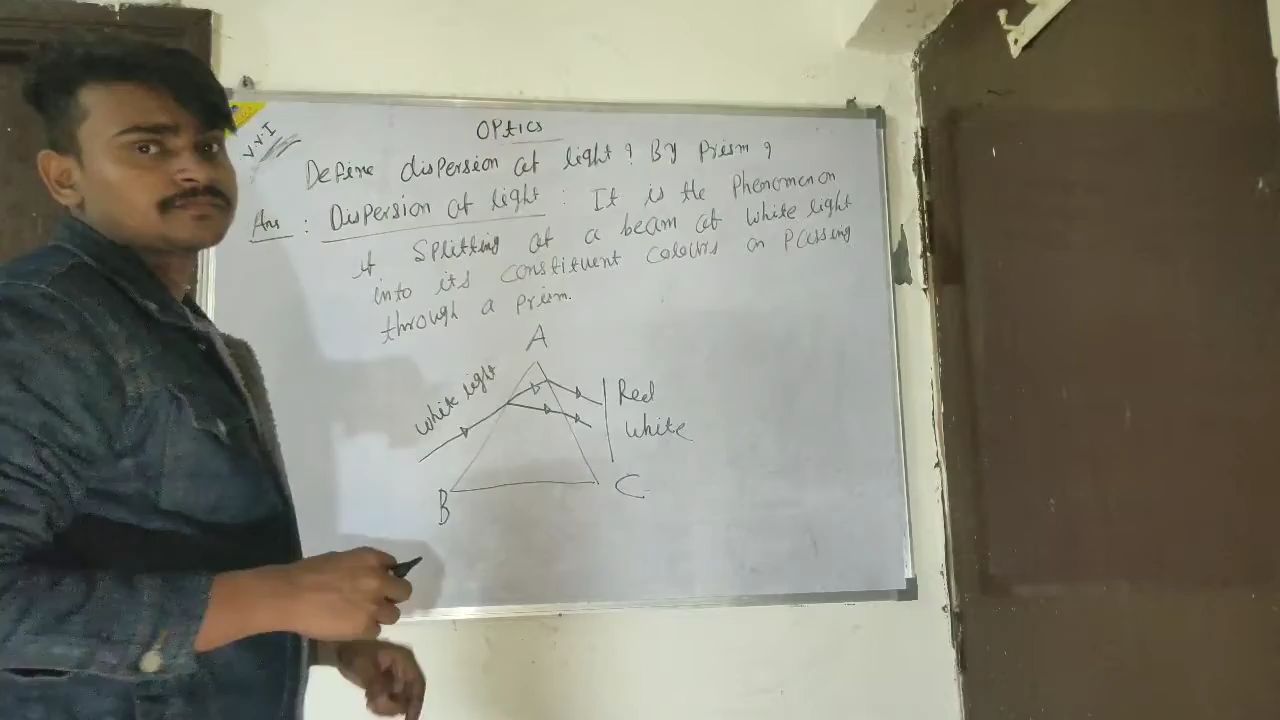 V.V.I
OPtics
Define dispersion of light? By Prism?
Ans : Dispersion of light : It is the Phenomenon
of splitting of a beam of white light
into its constituent colours on Passing
through a Prism.
A
white light
Red
white
B
C